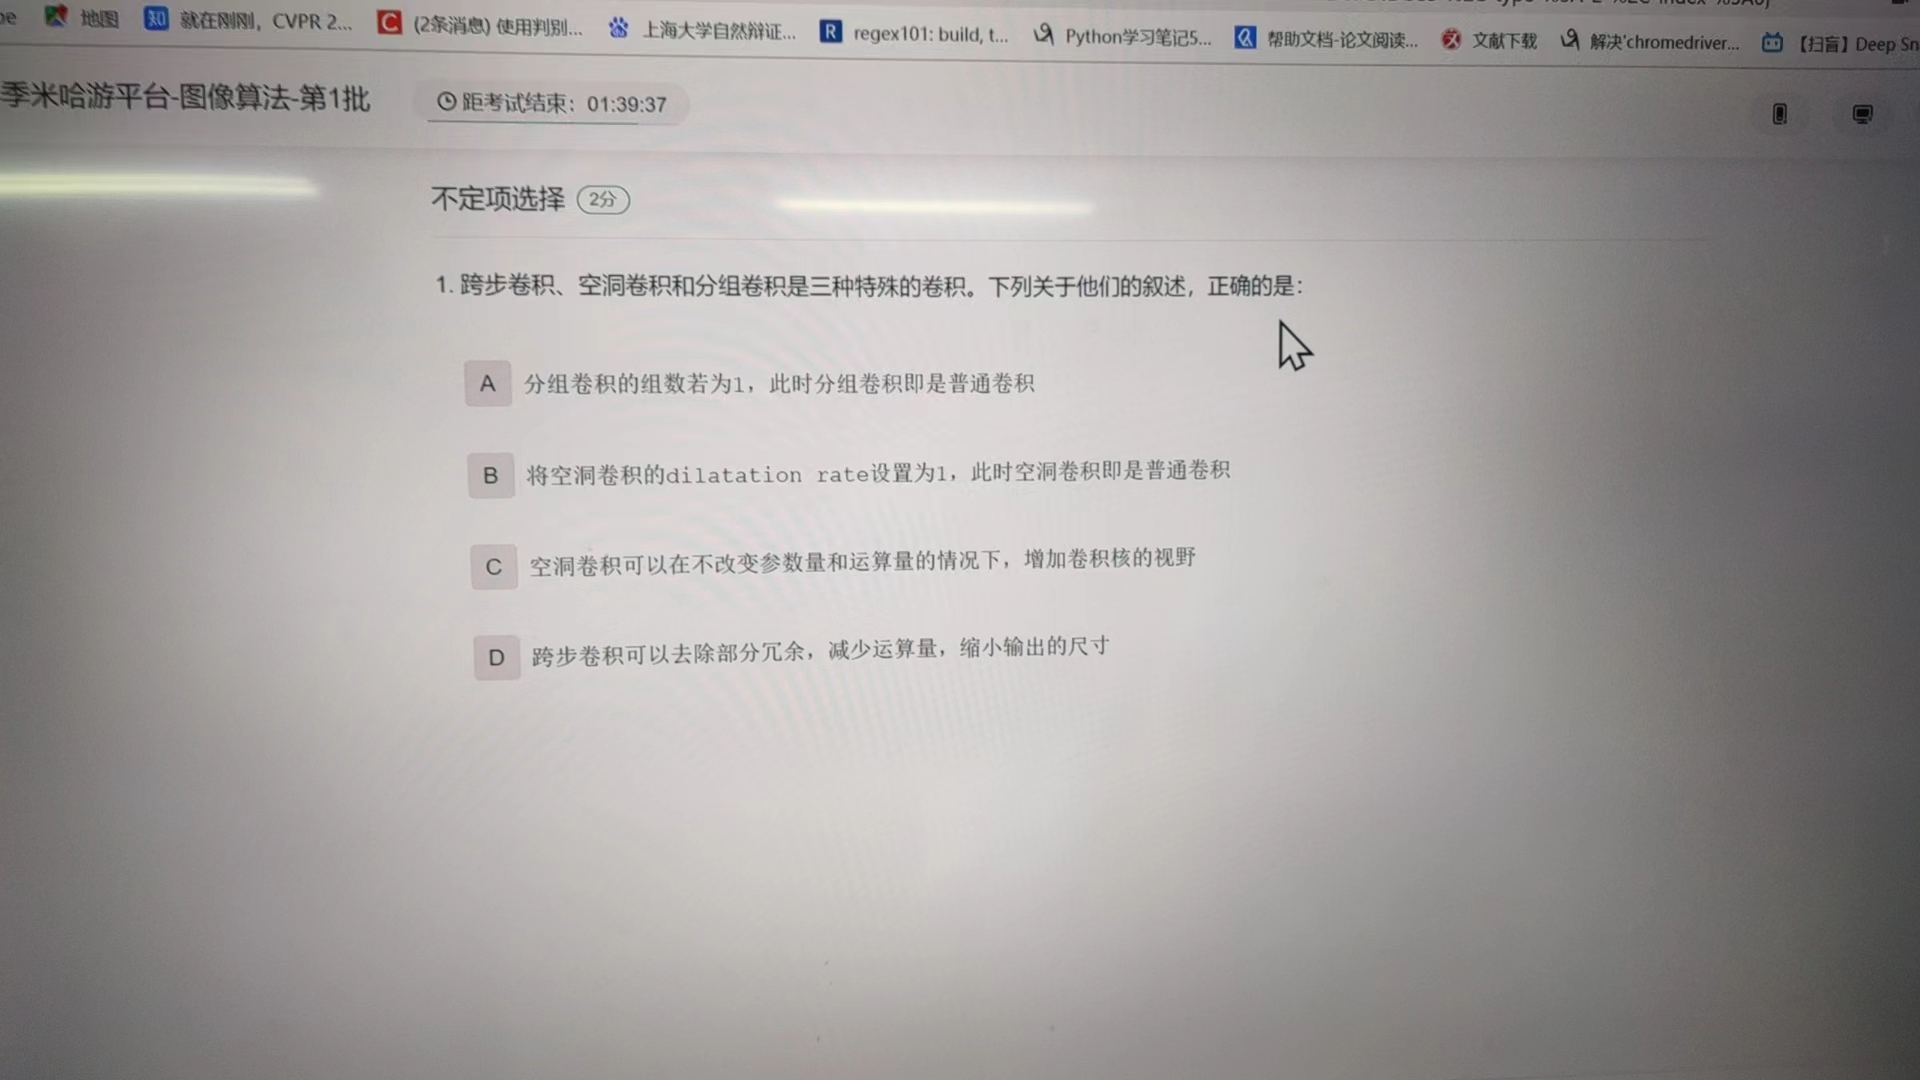 地图 知 就在刚刚，CVPR 2... C (2条消息) 使用判别... 上海大学自然辩证... R regex101: build, t... Python学习笔记5... 帮助文档-论文阅读... 文献下载 解决'chromedriver... 【扫盲】Deep Sn
季米哈游平台-图像算法-第1批
距考试结束：01:39:37
不定项选择 2分
1. 跨步卷积、空洞卷积和分组卷积是三种特殊的卷积。下列关于他们的叙述，正确的是：
A 分组卷积的组数若为1，此时分组卷积即是普通卷积
B 将空洞卷积的dilatation rate设置为1，此时空洞卷积即是普通卷积
C 空洞卷积可以在不改变参数量和运算量的情况下，增加卷积核的视野
D 跨步卷积可以去除部分冗余，减少运算量，缩小输出的尺寸